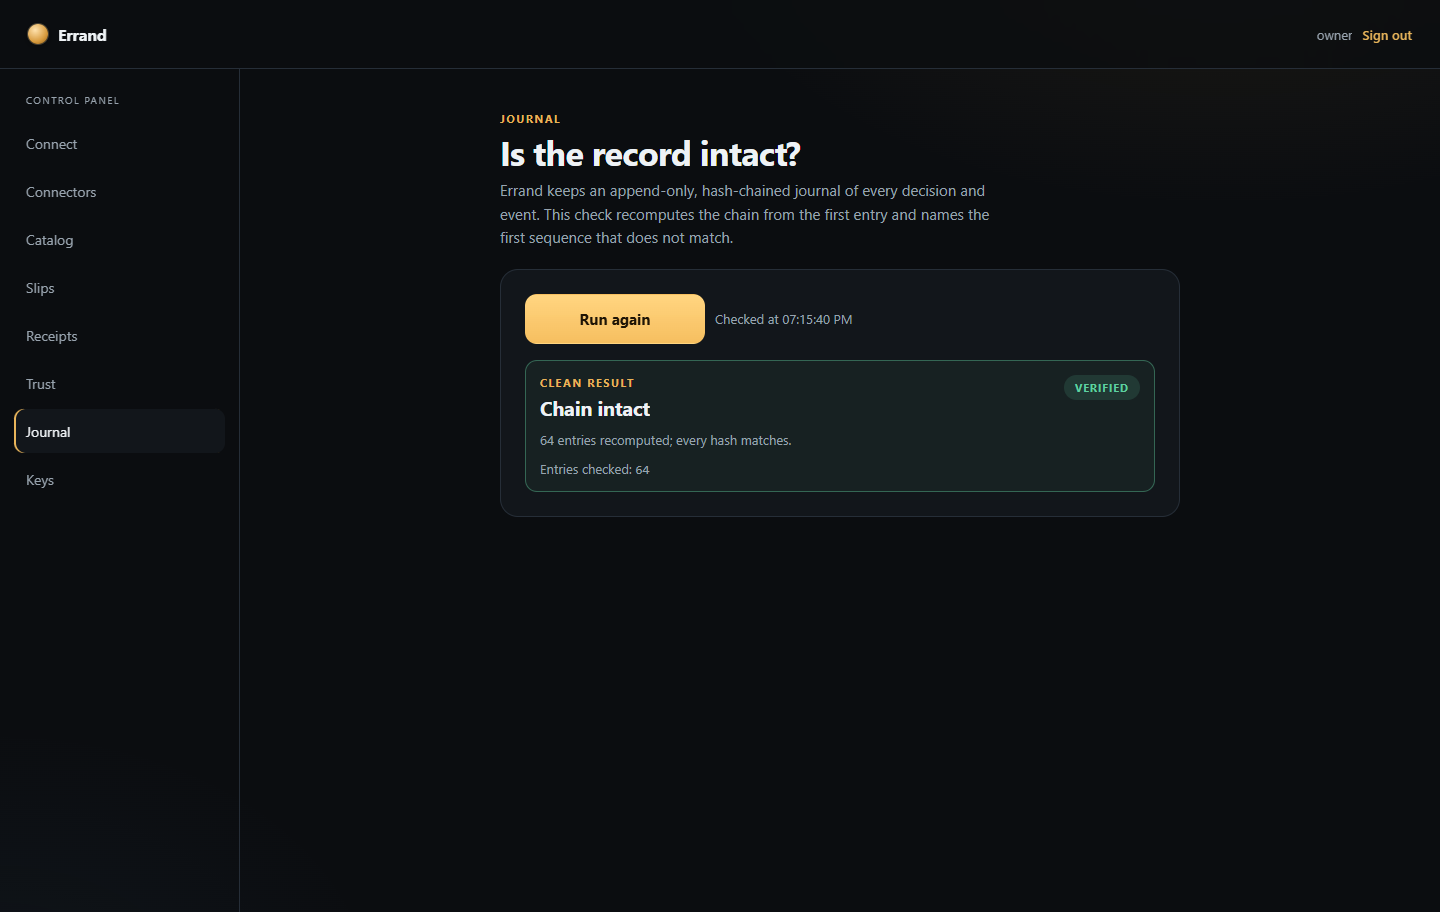 Errand
owner Sign out
CONTROL PANEL
Connect
Connectors
Catalog
Slips
Receipts
Trust
Journal
Keys
JOURNAL
Is the record intact?
Errand keeps an append-only, hash-chained journal of every decision and
event. This check recomputes the chain from the first entry and names the
first sequence that does not match.
Run again
Checked at 07:15:40 PM
CLEAN RESULT
VERIFIED
Chain intact
64 entries recomputed; every hash matches.
Entries checked: 64